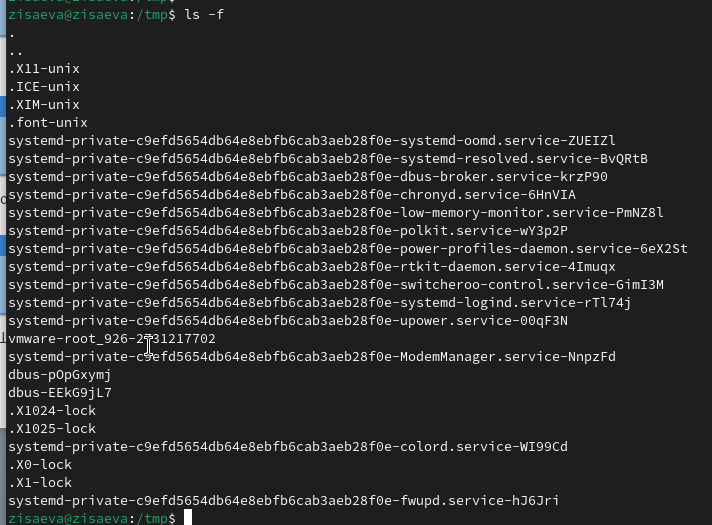 zisaeva@zisaeva:/tmp$ ls -f
.
..
.X11-unix
.ICE-unix
.XIM-unix
.font-unix
systemd-private-c9efd5654db64e8ebfb6cab3aeb28f0e-systemd-oomd.service-ZUEIZl
systemd-private-c9efd5654db64e8ebfb6cab3aeb28f0e-systemd-resolved.service-BvQRtB
systemd-private-c9efd5654db64e8ebfb6cab3aeb28f0e-dbus-broker.service-krzP90
systemd-private-c9efd5654db64e8ebfb6cab3aeb28f0e-chronyd.service-6HnVIA
systemd-private-c9efd5654db64e8ebfb6cab3aeb28f0e-low-memory-monitor.service-PmNZ8l
systemd-private-c9efd5654db64e8ebfb6cab3aeb28f0e-polkit.service-wY3p2P
systemd-private-c9efd5654db64e8ebfb6cab3aeb28f0e-power-profiles-daemon.service-6eX2St
systemd-private-c9efd5654db64e8ebfb6cab3aeb28f0e-rtkit-daemon.service-4Imuqx
systemd-private-c9efd5654db64e8ebfb6cab3aeb28f0e-switcheroo-control.service-GimI3M
systemd-private-c9efd5654db64e8ebfb6cab3aeb28f0e-systemd-logind.service-rTl74j
systemd-private-c9efd5654db64e8ebfb6cab3aeb28f0e-upower.service-00qF3N
systemd-private-c9efd5654db64e8ebfb6cab3aeb28f0e-ModemManager.service-NnpzFd
dbus-pOpGxymj
dbus-EEkG9jL7
.X1024-lock
.X1025-lock
systemd-private-c9efd5654db64e8ebfb6cab3aeb28f0e-colord.service-WI99Cd
.X0-lock
.X1-lock
systemd-private-c9efd5654db64e8ebfb6cab3aeb28f0e-fwupd.service-hJ6Jri
zisaeva@zisaeva:/tmp$